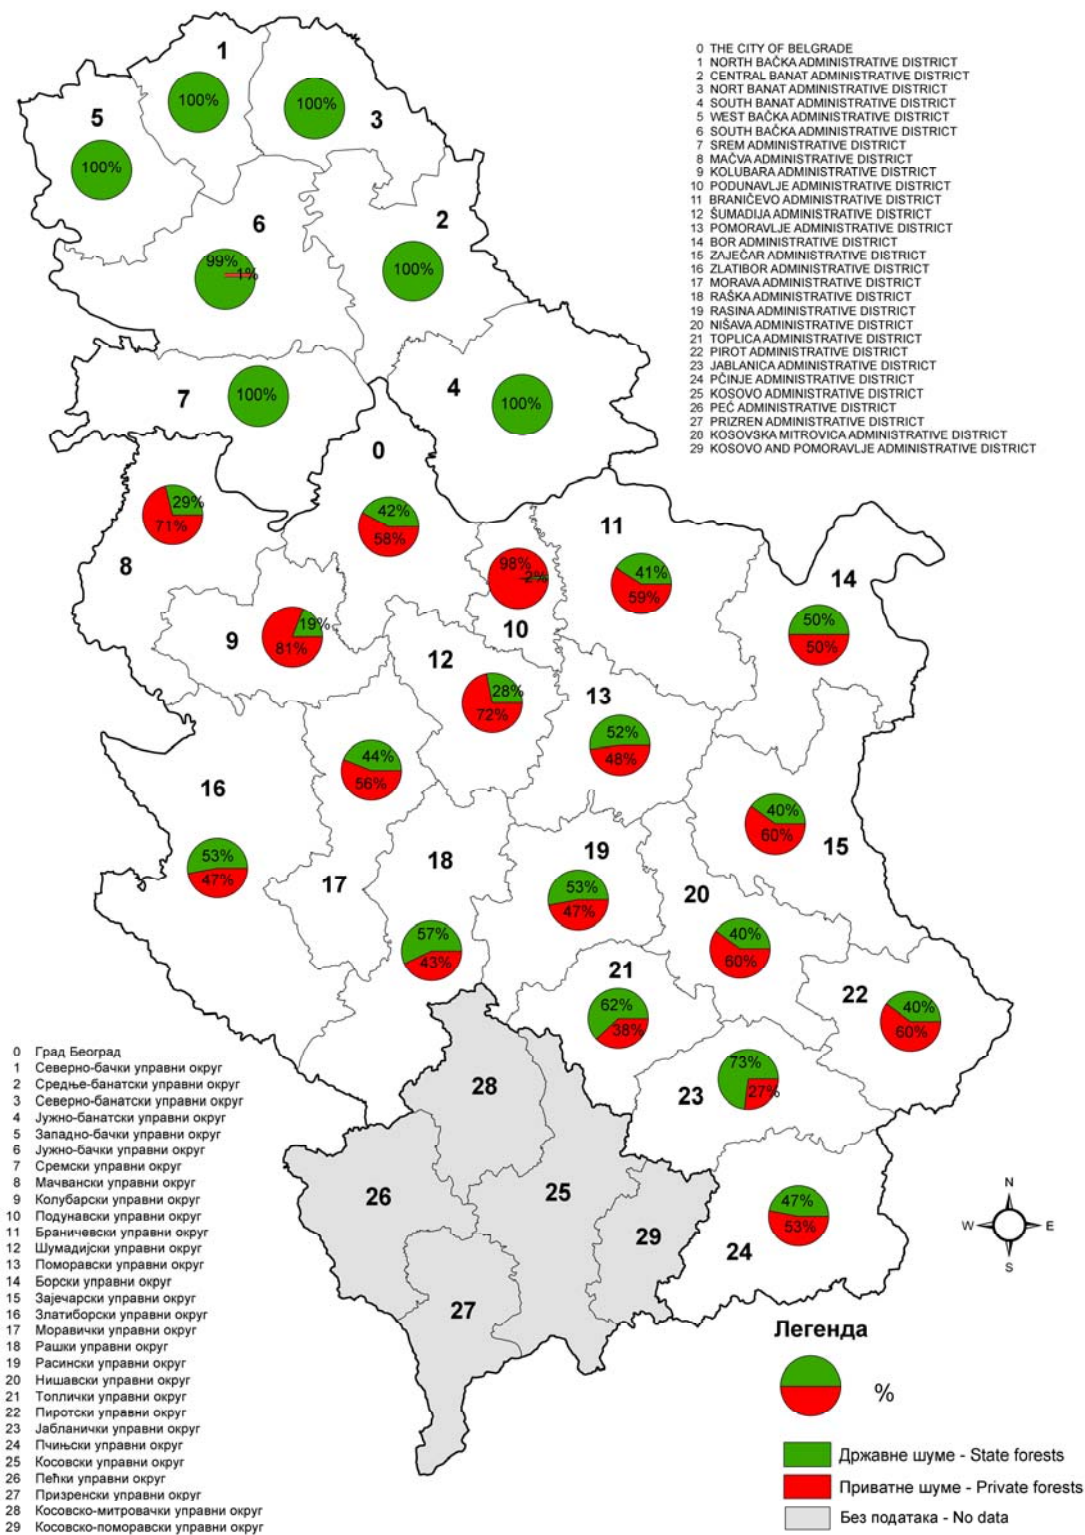 0 THE CITY OF BELGRADE
1 NORTH BAČKA ADMINISTRATIVE DISTRICT
2 CENTRAL BANAT ADMINISTRATIVE DISTRICT
3 NORT BANAT ADMINISTRATIVE DISTRICT
4 SOUTH BANAT ADMINISTRATIVE DISTRICT
5 WEST BAČKA ADMINISTRATIVE DISTRICT
6 SOUTH BAČKA ADMINISTRATIVE DISTRICT
7 SREM ADMINISTRATIVE DISTRICT
8 MAČVA ADMINISTRATIVE DISTRICT
9 KOLUBARA ADMINISTRATIVE DISTRICT
10 PODUNAVLJE ADMINISTRATIVE DISTRICT
11 BRANIČEVO ADMINISTRATIVE DISTRICT
12 ŠUMADIJA ADMINISTRATIVE DISTRICT
13 POMORAVLJE ADMINISTRATIVE DISTRICT
14 BOR ADMINISTRATIVE DISTRICT
15 ZAJEČAR ADMINISTRATIVE DISTRICT
16 ZLATIBOR ADMINISTRATIVE DISTRICT
17 MORAVA ADMINISTRATIVE DISTRICT
18 RAŠKA ADMINISTRATIVE DISTRICT
19 RASINA ADMINISTRATIVE DISTRICT
20 NIŠAVA ADMINISTRATIVE DISTRICT
21 TOPLICA ADMINISTRATIVE DISTRICT
22 PIROT ADMINISTRATIVE DISTRICT
23 JABLANICA ADMINISTRATIVE DISTRICT
24 PČINJE ADMINISTRATIVE DISTRICT
25 KOSOVO ADMINISTRATIVE DISTRICT
26 PEĆ ADMINISTRATIVE DISTRICT
27 PRIZREN ADMINISTRATIVE DISTRICT
20 KOSOVSKA MITROVICA ADMINISTRATIVE DISTRICT
29 KOSOVO AND POMORAVLJE ADMINISTRATIVE DISTRICT
1
100%
3
100%
5
100%
6
99%
1%
2
100%
7
100%
4
100%
0
42%
58%
8
29%
71%
9
19%
81%
10
98%
2%
11
41%
59%
14
50%
50%
12
28%
72%
13
52%
48%
16
53%
47%
44%
56%
17
18
57%
43%
19
53%
47%
15
40%
60%
20
40%
60%
21
62%
38%
22
40%
60%
23
73%
27%
24
47%
53%
28
26
25
29
27
N
W E
S
0 Град Београд
1 Северно-бачки управни округ
2 Средње-банатски управни округ
3 Северно-банатски управни округ
4 Јужно-банатски управни округ
5 Западно-бачки управни округ
6 Јужно-бачки управни округ
7 Сремски управни округ
8 Мачвански управни округ
9 Колубарски управни округ
10 Подунавски управни округ
11 Браничевски управни округ
12 Шумадијски управни округ
13 Поморавски управни округ
14 Борски управни округ
15 Зајечарски управни округ
16 Златиборски управни округ
17 Моравички управни округ
18 Рашки управни округ
19 Расински управни округ
20 Нишавски управни округ
21 Топлички управни округ
22 Пиротски управни округ
23 Јабланички управни округ
24 Пчињски управни округ
25 Косовски управни округ
26 Пећки управни округ
27 Призренски управни округ
28 Косовско-митровачки управни округ
29 Косовско-поморавски управни округ
Легенда
%
Државне шуме - State forests
Приватне шуме - Private forests
Без података - No data